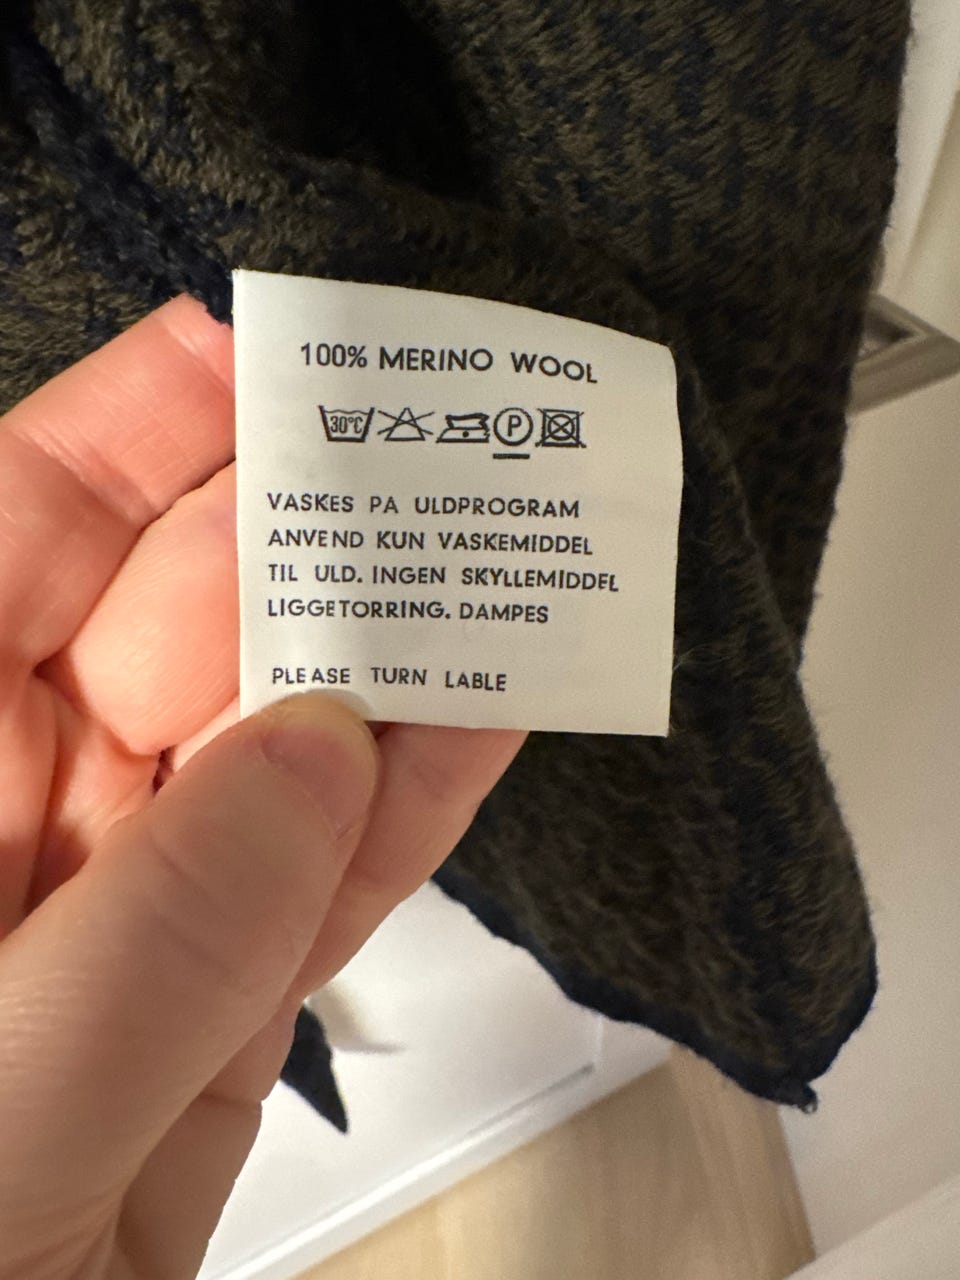 100% MERINO WOOL
30°C P
VASKES PA ULDPROGRAM
ANVEND KUN VASKEMIDDEL
TIL ULD. INGEN SKYLLEMIDDEL
LIGGETORRING. DAMPES
PLEASE TURN LABLE